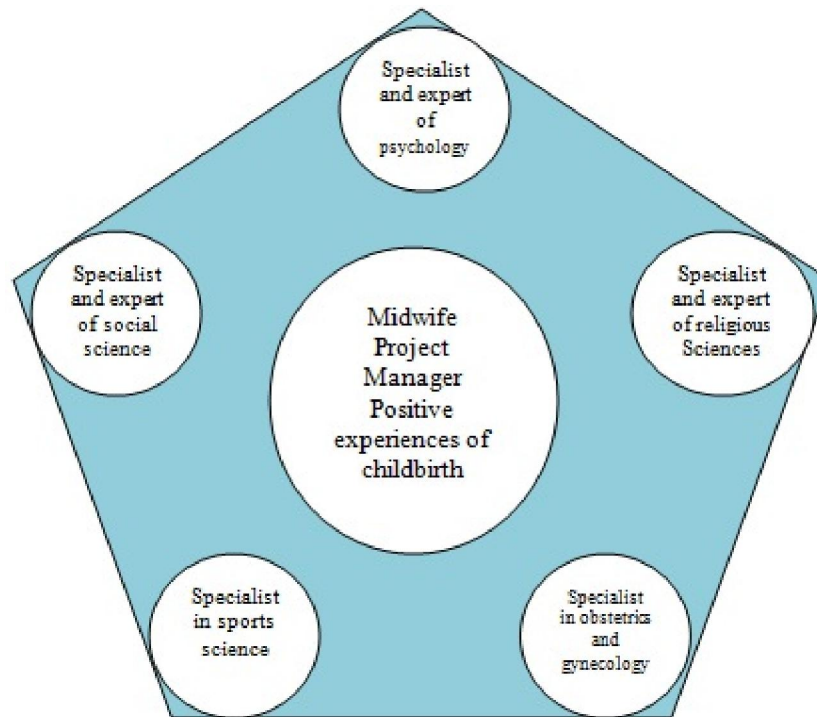 Specialist
and expert
of
psychology
Specialist
and expert
of social
science
Specialist
and expert
of religious
Sciences
Midwife
Project
Manager
Positive
experiences of
childbirth
Specialist
in sports
science
Specialist
in obstetrics
and
gynecology